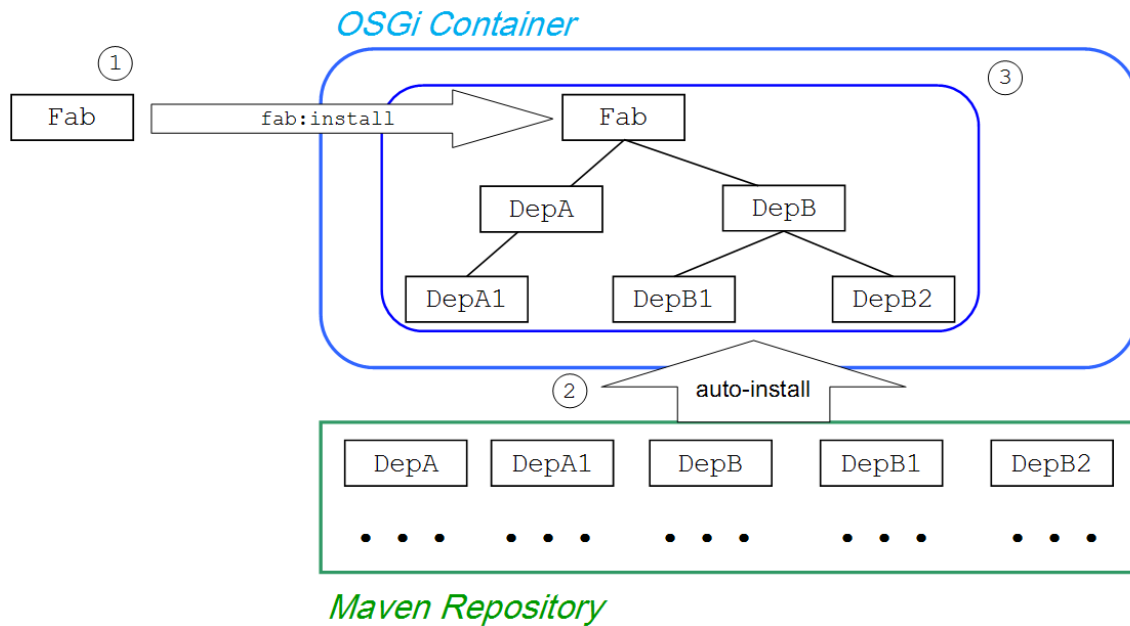 OSGi Container
1
3
Fab
fab:install
Fab
DepA
DepB
DepA1
DepB1
DepB2
2
auto-install
DepA
DepA1
DepB
DepB1
DepB2
Maven Repository